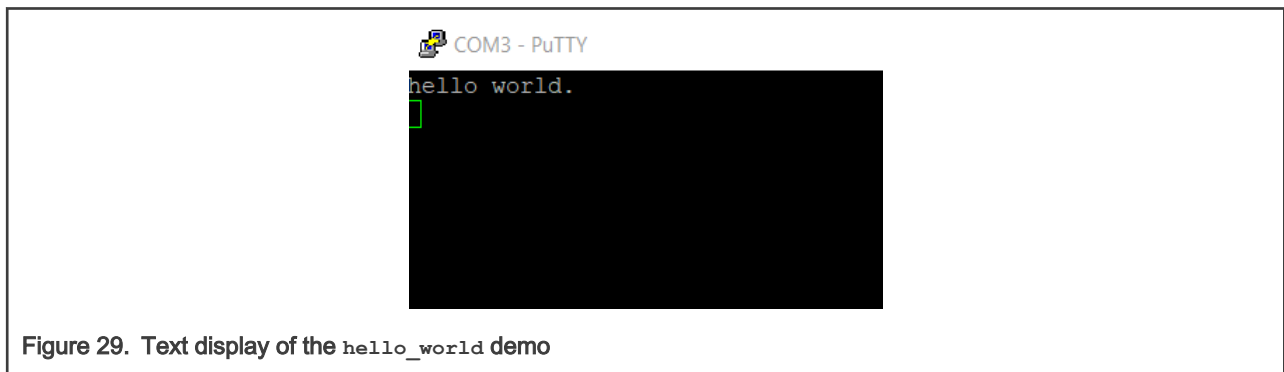 COM3 - PuTTY
hello world.
Figure 29. Text display of the hello_world demo